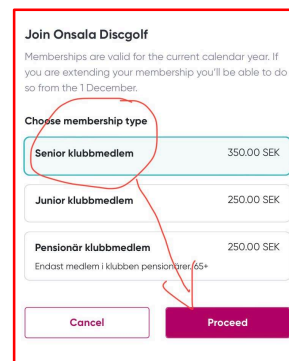 Join Onsala Discgolf
Memberships are valid for the current calendar year. If
you are extending your membership you'll be able to do
so from the 1 December.
Choose membership type
Senior klubbmedlem 350.00 SEK
Junior klubbmedlem 250.00 SEK
Pensionär klubbmedlem 250.00 SEK
Endast medlem i klubben pensionärer, 65+
Cancel Proceed